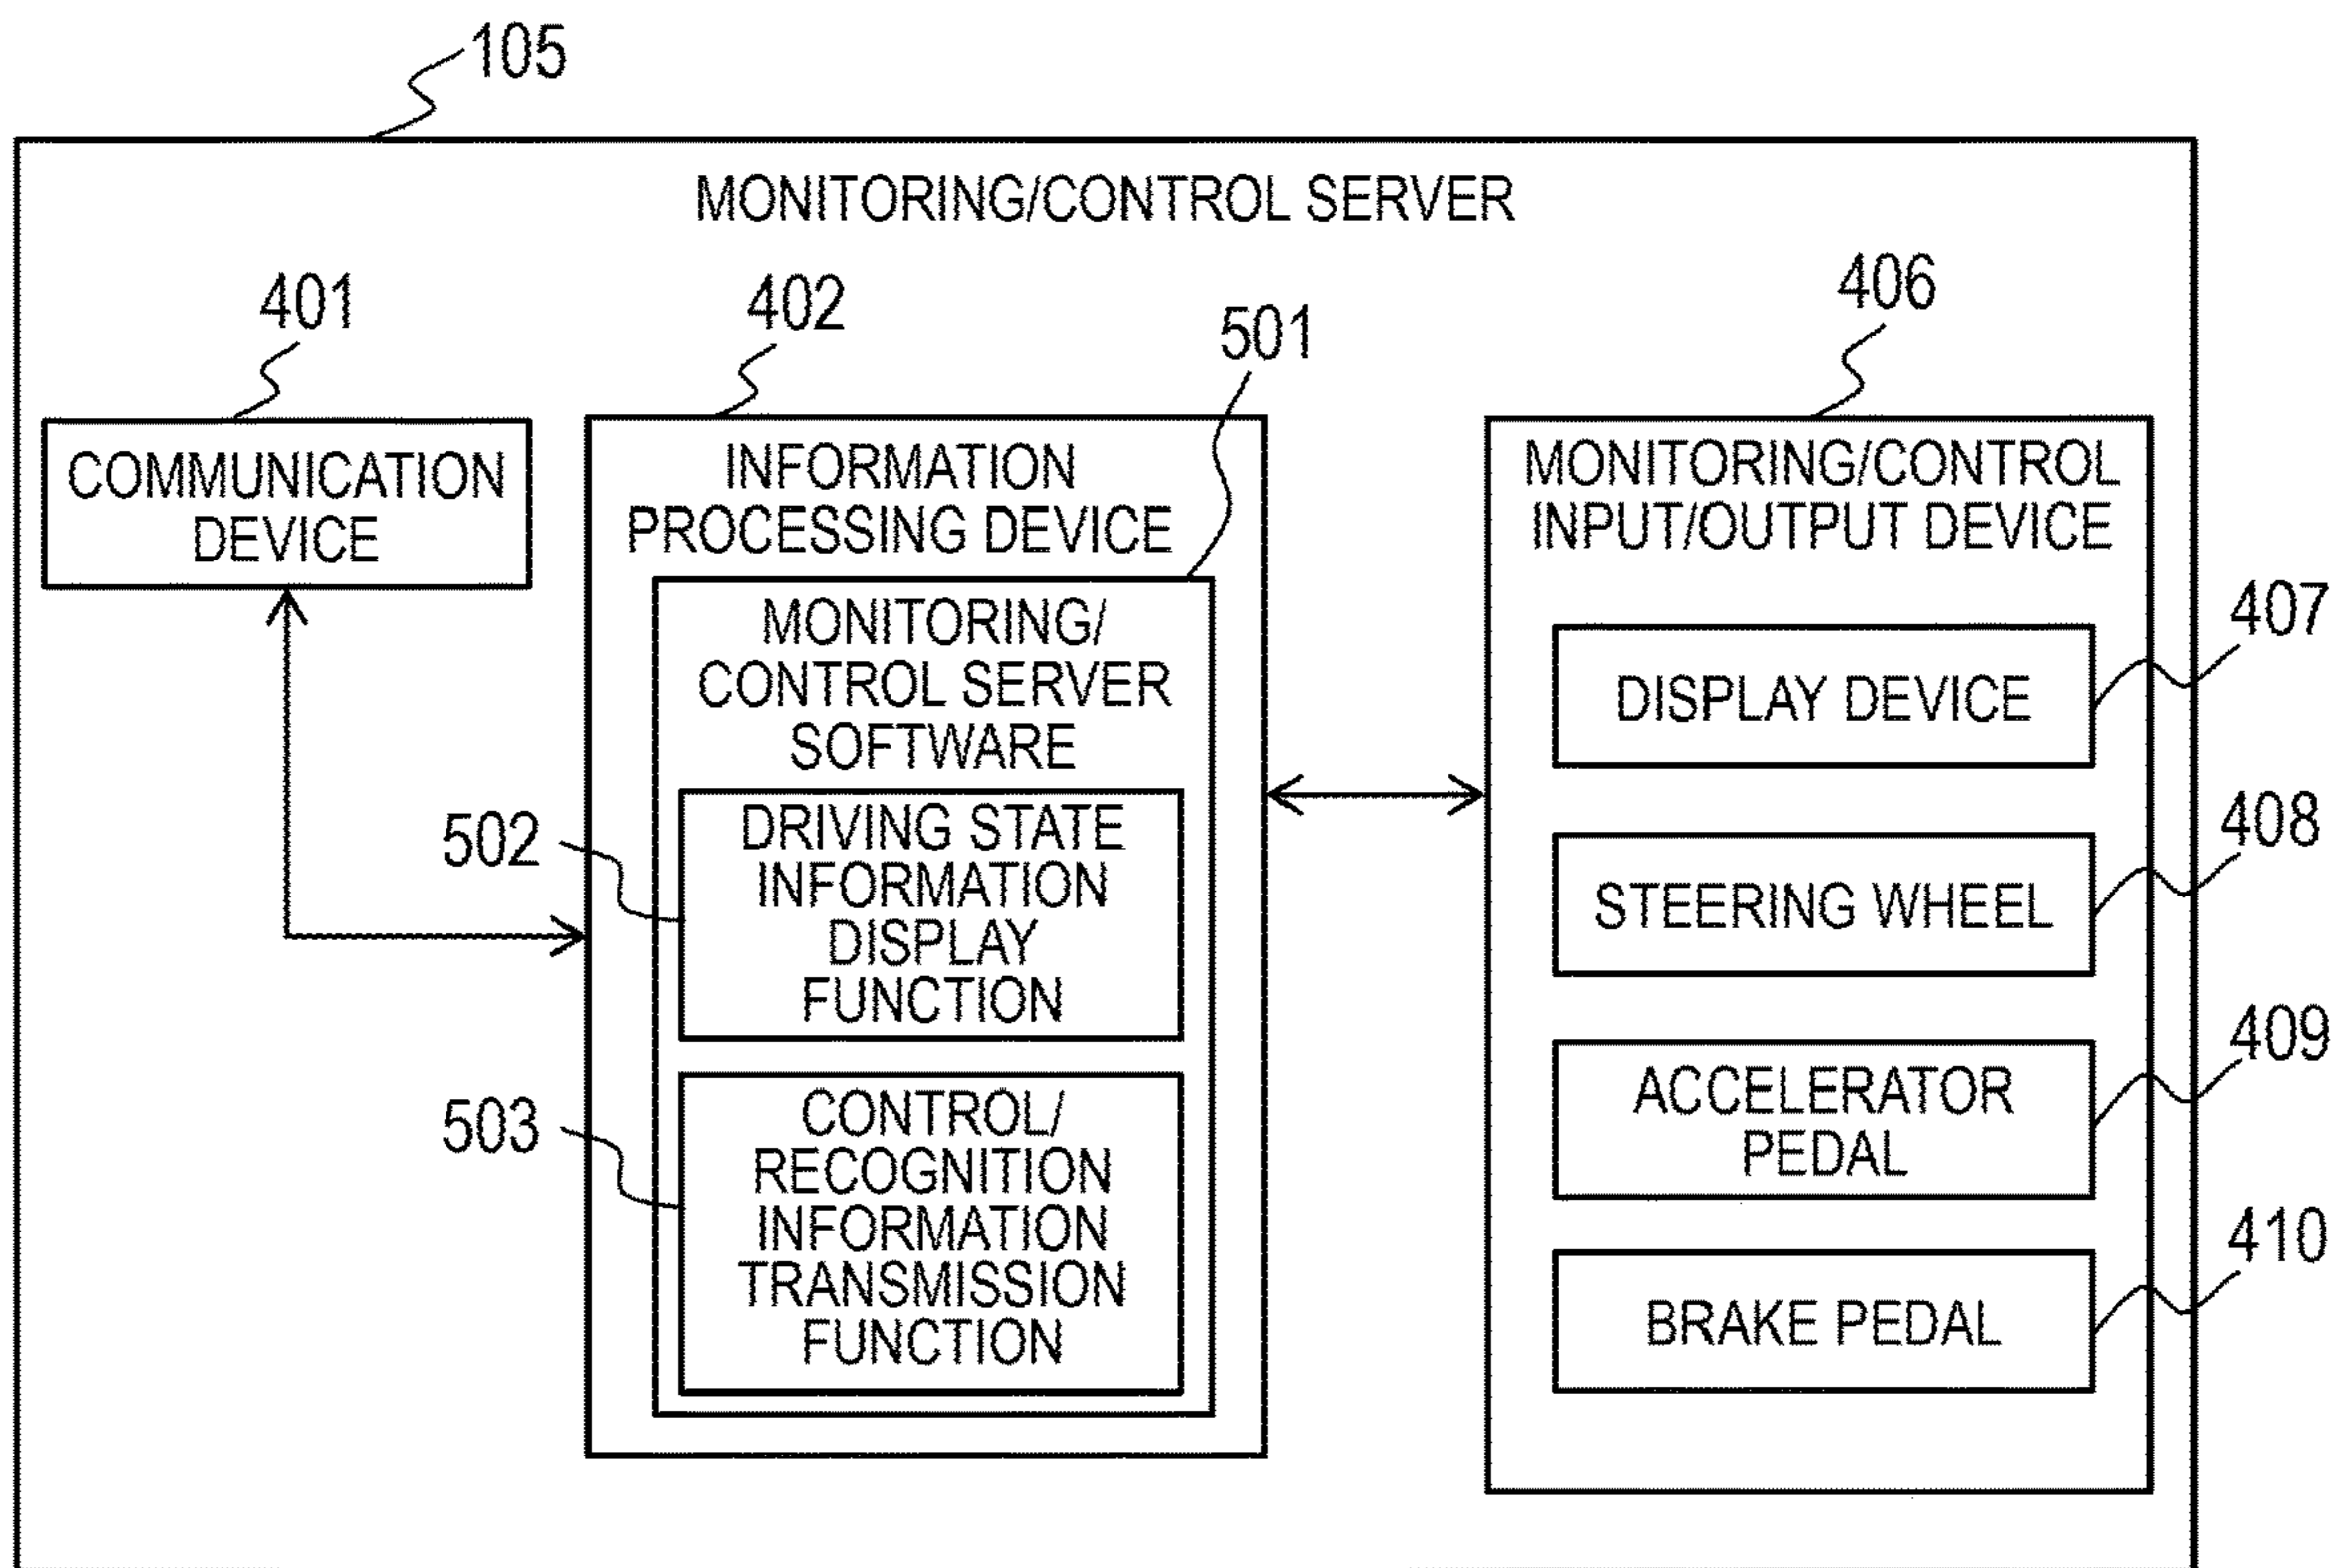 105
MONITORING/CONTROL SERVER
401
402
501
406
COMMUNICATION
DEVICE
INFORMATION
PROCESSING DEVICE
MONITORING/
CONTROL SERVER
SOFTWARE
502
DRIVING STATE
INFORMATION
DISPLAY
FUNCTION
503
CONTROL/
RECOGNITION
INFORMATION
TRANSMISSION
FUNCTION
MONITORING/CONTROL
INPUT/OUTPUT DEVICE
407
DISPLAY DEVICE
408
STEERING WHEEL
409
ACCELERATOR
PEDAL
410
BRAKE PEDAL